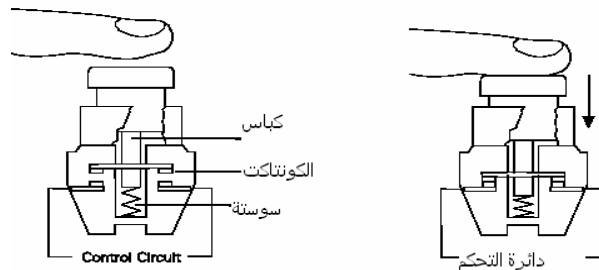 كباس
الكونتاكت
سوستة
Control Circuit
دائرة التحكم